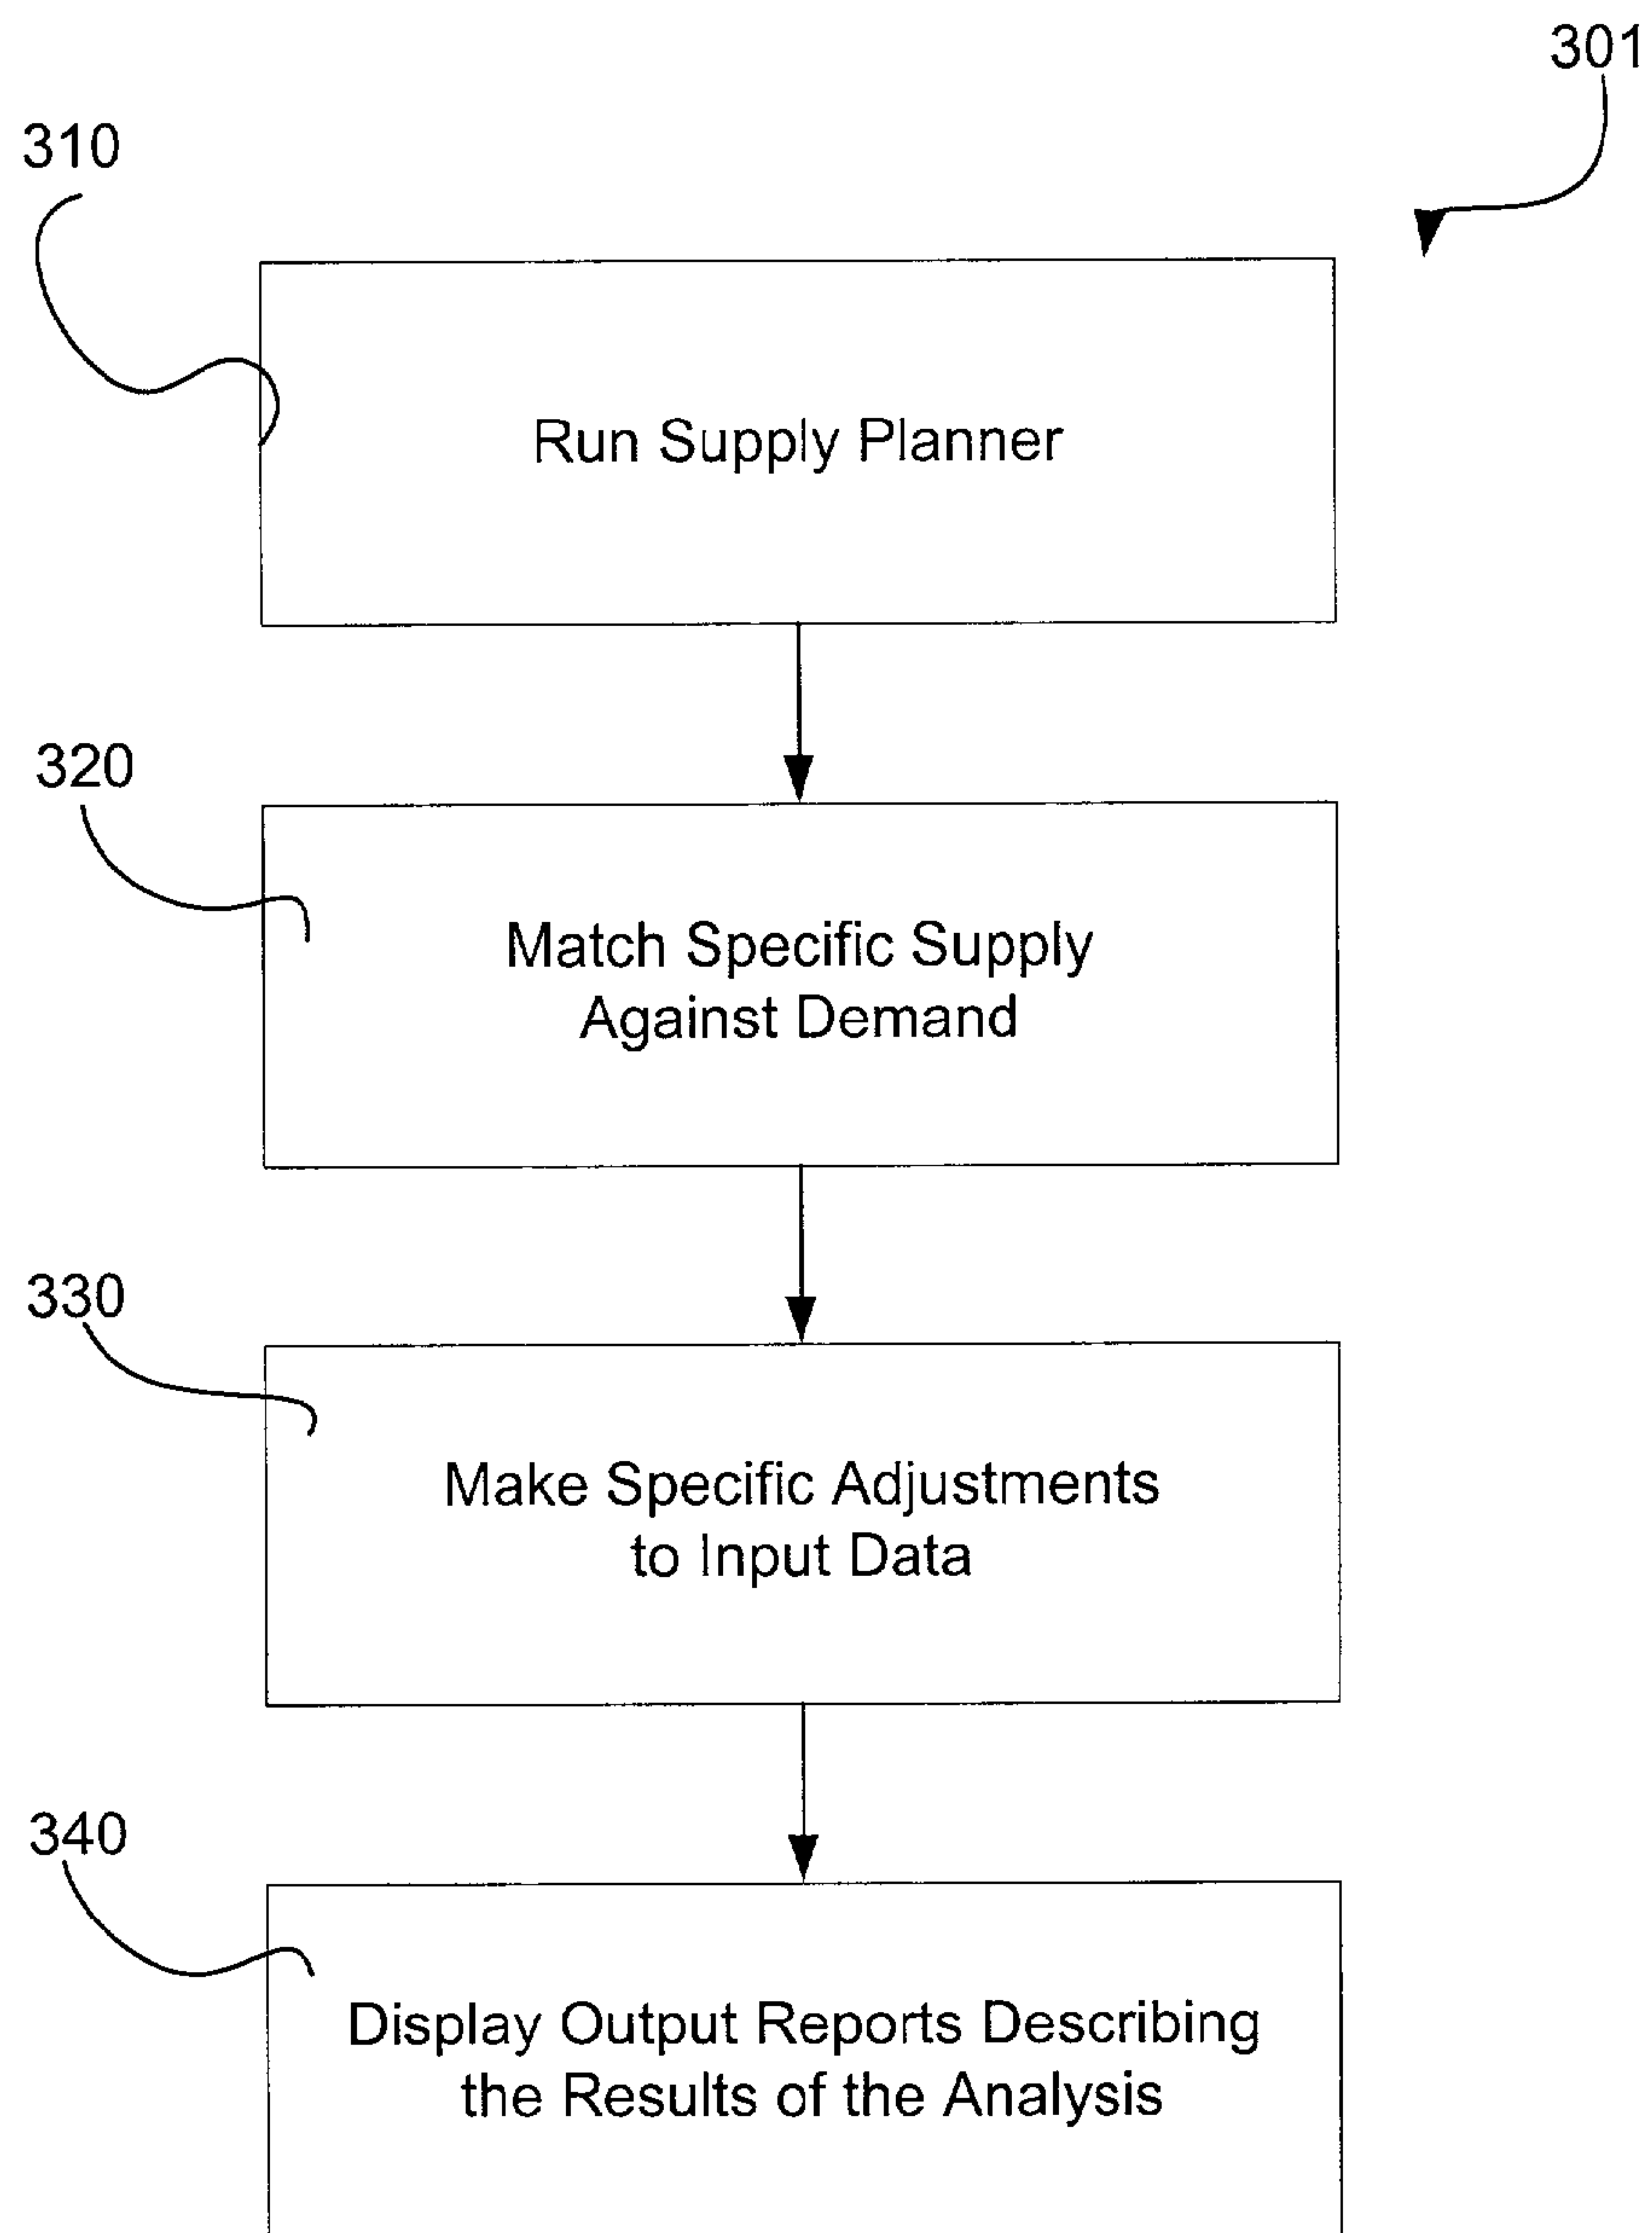 301
310
Run Supply Planner
320
Match Specific Supply
Against Demand
330
Make Specific Adjustments
to Input Data
340
Display Output Reports Describing
the Results of the Analysis